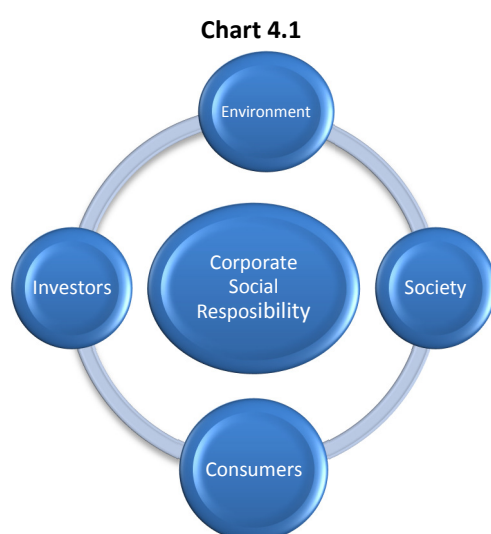 Chart 4.1
Environment
Investors
Corporate
Social
Resposibility
Society
Consumers